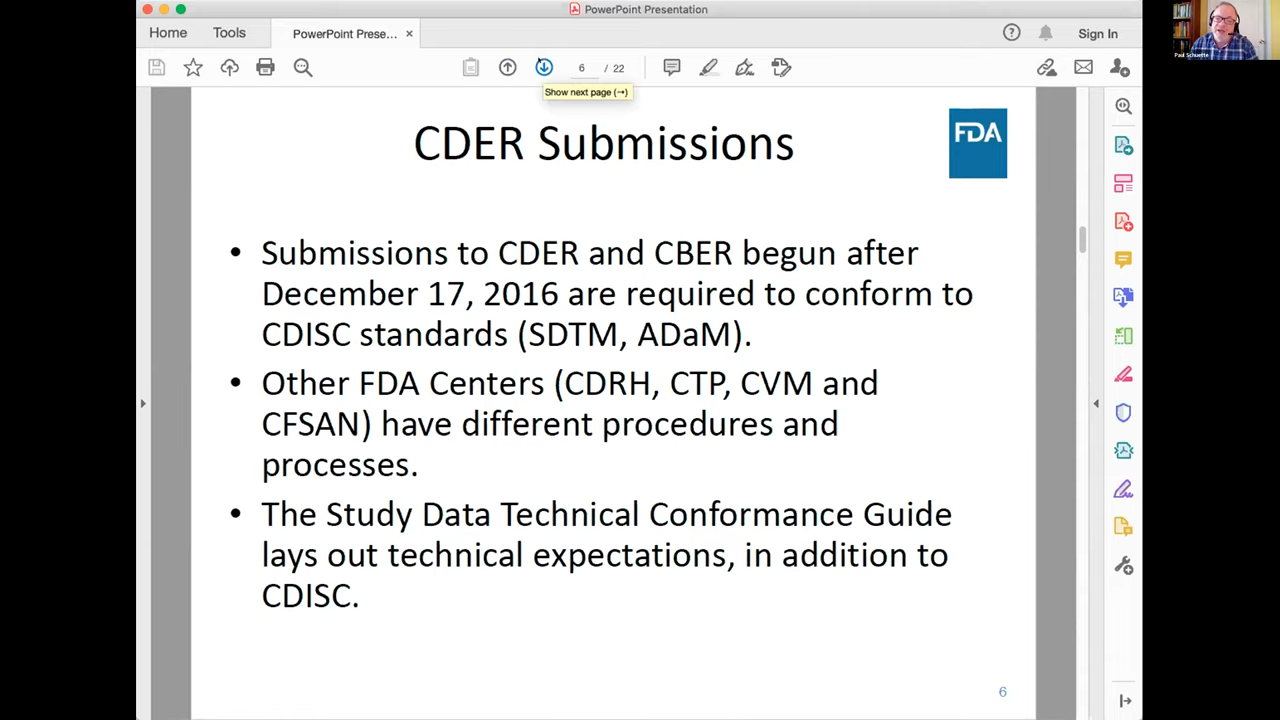 PowerPoint Presentation
Home
Tools
PowerPoint Prese...
Sign In
6 / 22
Show next page (→)
CDER Submissions
FDA
• Submissions to CDER and CBER begun after
December 17, 2016 are required to conform to
CDISC standards (SDTM, ADaM).
• Other FDA Centers (CDRH, CTP, CVM and
CFSAN) have different procedures and
processes.
• The Study Data Technical Conformance Guide
lays out technical expectations, in addition to
CDISC.
6
Paul Schuette